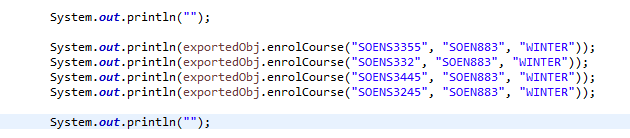 System.out.println("");
System.out.println(exportedObj.enrolCourse("SOENS3355", "SOEN883", "WINTER"));
System.out.println(exportedObj.enrolCourse("SOENS332", "SOEN883", "WINTER"));
System.out.println(exportedObj.enrolCourse("SOENS3445", "SOEN883", "WINTER"));
System.out.println(exportedObj.enrolCourse("SOENS3245", "SOEN883", "WINTER"));
System.out.println("");